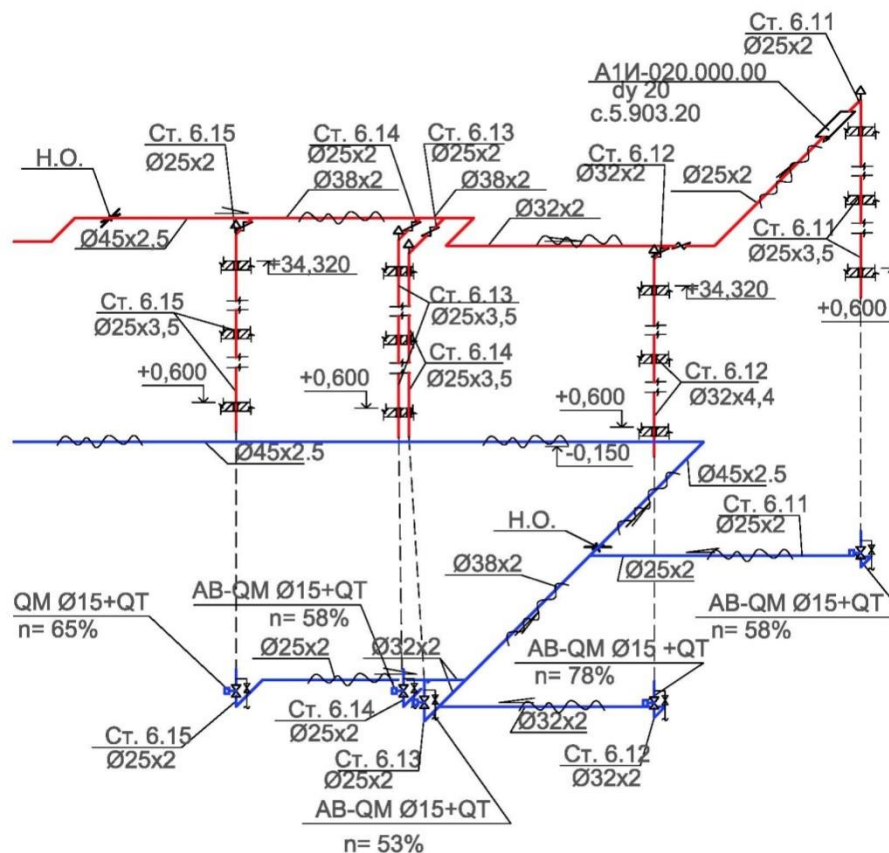 Ст. 6.11
Ø25x2
А1И-020.000.00
dy 20
с.5.903.20
Ст. 6.15
Ø25x2
Ст. 6.14
Ø25x2
Ст. 6.13
Ø25x2
Н.О.
Ø38x2
Ø38x2
Ст. 6.12
Ø32x2
Ø25x2
Ø45x2.5
Ø32x2
Ст. 6.11
Ø25x3,5
+34,320
+34,320
Ст. 6.15
Ø25x3,5
Ст. 6.13
Ø25x3,5
+0,600
Ст. 6.14
Ø25x3,5
Ст. 6.12
Ø32x4,4
+0,600
+0,600
+0,600
Ø45x2.5
-0,150
Ø45x2.5
Н.О.
Ст. 6.11
Ø25x2
Ø38x2
Ø25x2
QM Ø15+QT
n= 65%
AB-QM Ø15+QT
n= 58%
AB-QM Ø15+QT
n= 58%
Ø25x2
Ø32x2
AB-QM Ø15 +QT
n= 78%
Ст. 6.15
Ø25x2
Ст. 6.14
Ø25x2
Ø32x2
Ст. 6.13
Ø25x2
Ст. 6.12
Ø32x2
AB-QM Ø15+QT
n= 53%